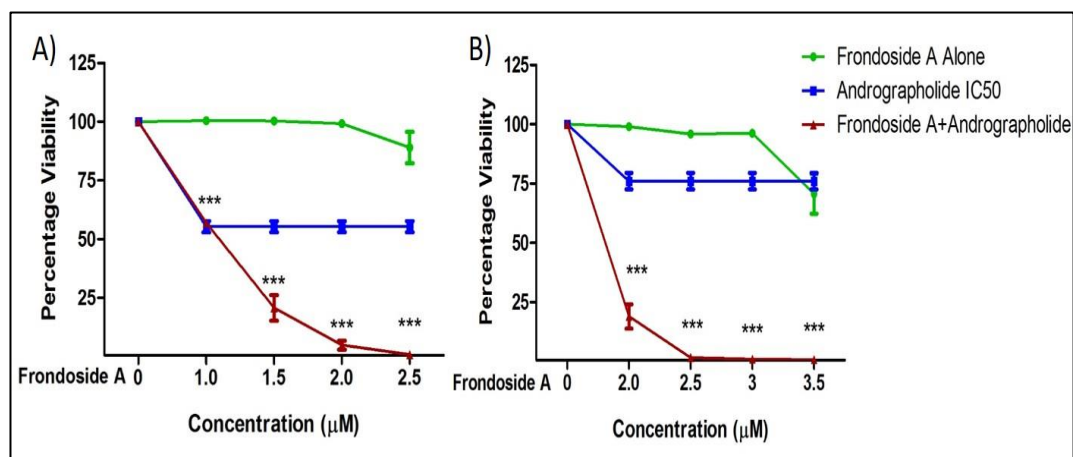 A)
125
100
75
50
25
Percentage Viability
***
***
***
***
Frondoside A 0 1.0 1.5 2.0 2.5
Concentration (μM)
B)
125
100
75
50
25
Percentage Viability
***
***
***
***
Frondoside A 0 2.0 2.5 3 3.5
Concentration (μM)
Frondoside A Alone
Andrographolide IC50
Frondoside A+Andrographolide